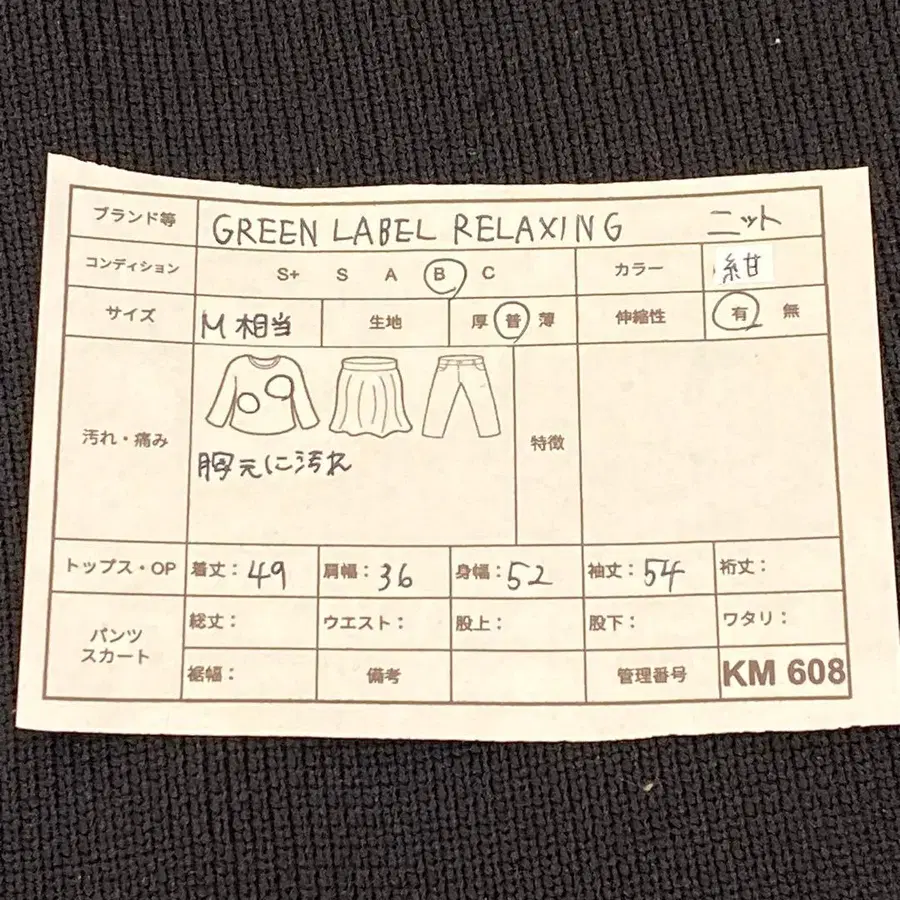 ブランド等 GREEN LABEL RELAXING ニット
コンディション S+ S A B C カラー 紺
サイズ M相当 生地 厚 普 薄 伸縮性 有 無
汚れ・痛み 特徴
胸元に汚れ
トップス・OP 着丈：49 肩幅：36 身幅：52 袖丈：54 裄丈：
パンツ スカート 総丈： ウエスト： 股上： 股下： ワタリ：
裾幅： 備考 管理番号 KM 608